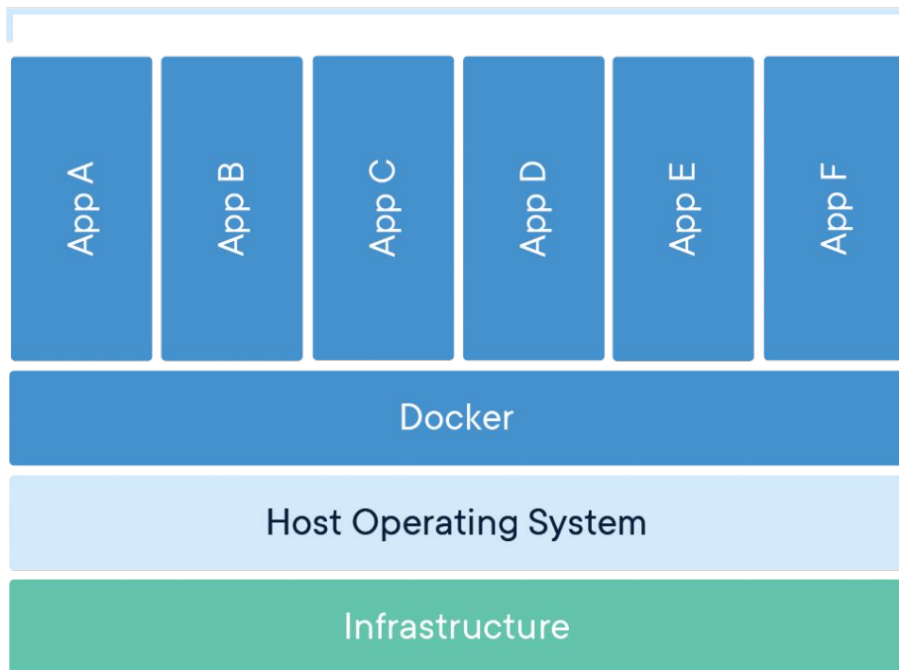 App A
App B
App C
App D
App E
App F
Docker
Host Operating System
Infrastructure